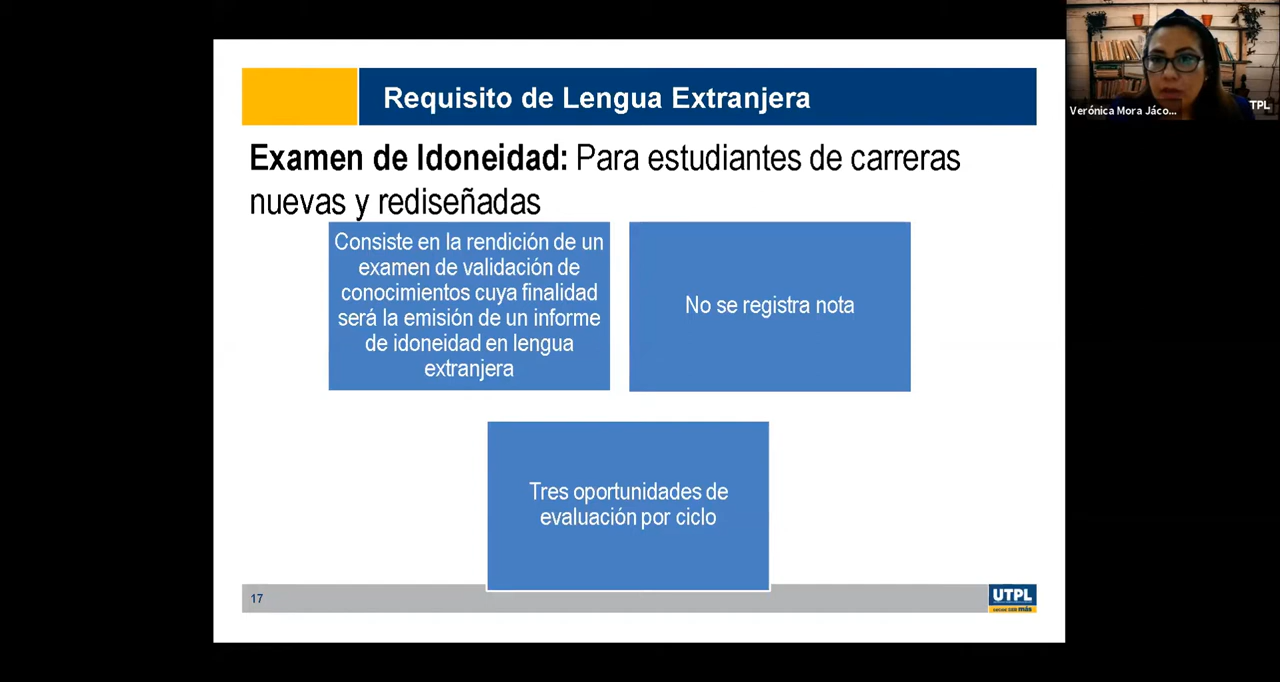 Requisito de Lengua Extranjera
TPL
Verónica Mora Jáco...
Examen de Idoneidad: Para estudiantes de carreras
nuevas y rediseñadas
Consiste en la rendición de un
examen de validación de
conocimientos cuya finalidad
será la emisión de un informe
de idoneidad en lengua
extranjera
No se registra nota
Tres oportunidades de
evaluación por ciclo
17
UTPL